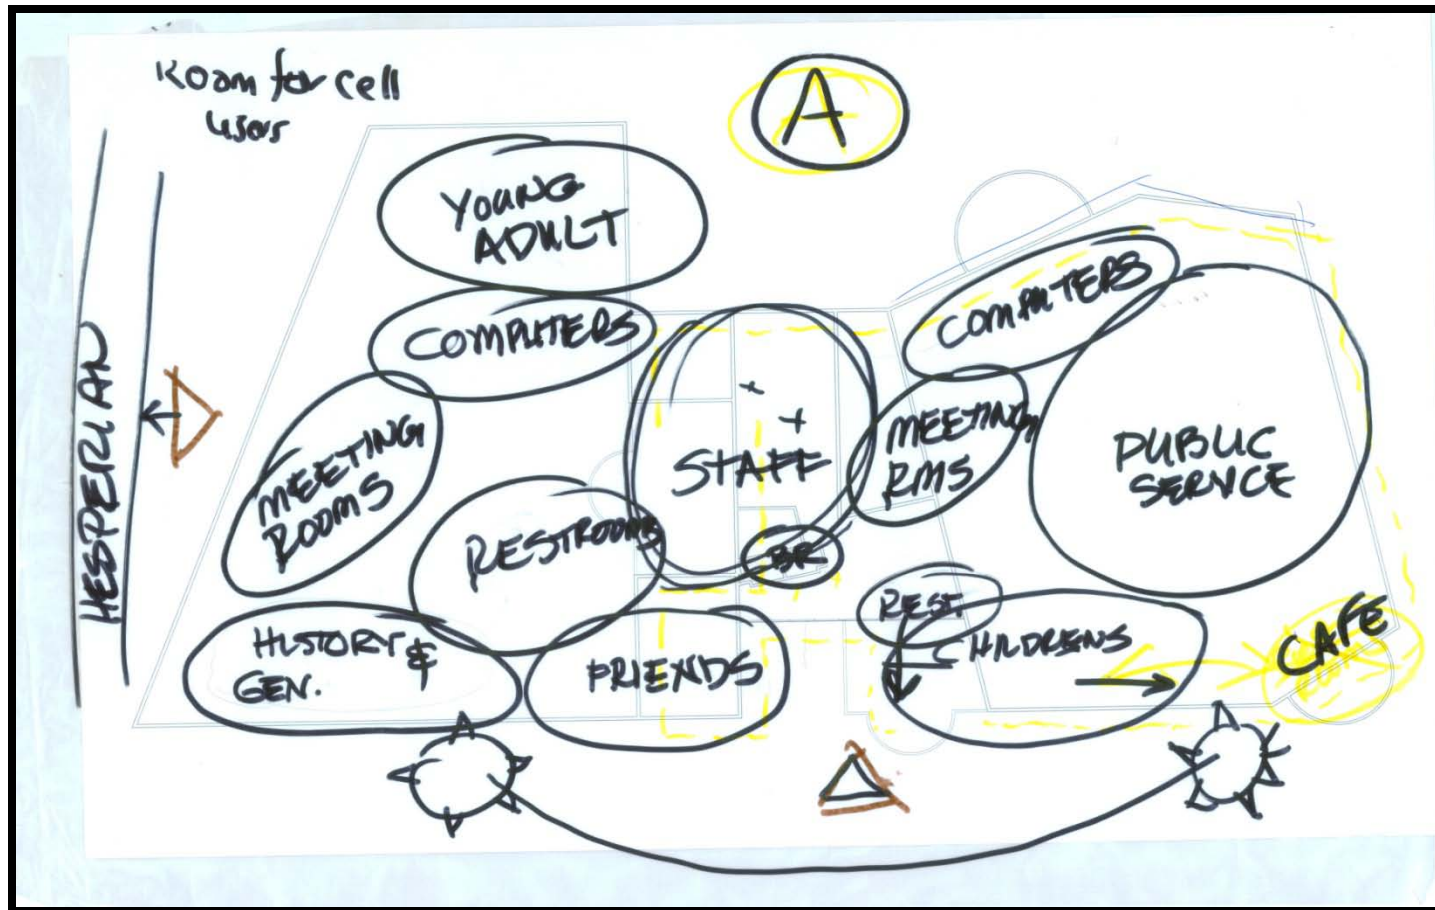 Room for cell
users
A
YOUNG
ADULT
COMPUTERS
COMPUTERS
HESPERIAN
MEETING
ROOMS
STAFF
MEETING
RMS
PUBLIC
SERVICE
RESTROOMS
BR
REST.
HISTORY &
GEN.
FRIENDS
CHILDRENS
CAFE